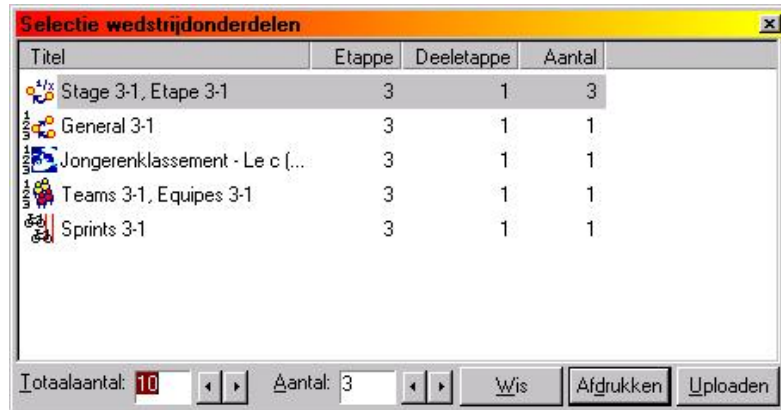 Selectie wedstrijdonderdelen
Titel Etappe Deeletappe Aantal
Stage 3-1, Etape 3-1 3 1 3
General 3-1 3 1 1
Jongerenklassement - Le c (... 3 1 1
Teams 3-1, Equipes 3-1 3 1 1
Sprints 3-1 3 1 1
Totaalaantal: 10 Aantal: 3 Wis Afdrukken Uploaden